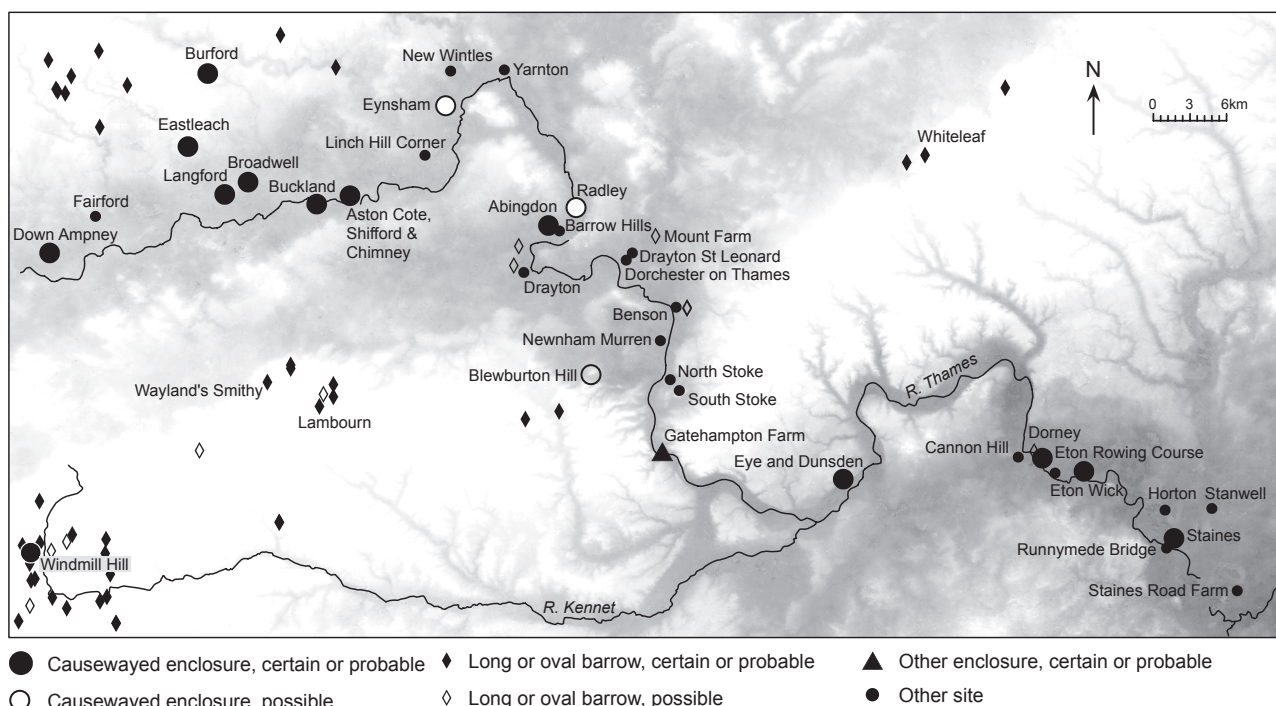 Burford
New Wintles
Yarnton
N
0 3 6km
Eynsham
Eastleach
Linch Hill Corner
Whiteleaf
Broadwell
Langford
Buckland
Radley
Fairford
Abingdon
Aston Cote,
Shifford &
Chimney
Barrow Hills
Down Ampney
Mount Farm
Drayton St Leonard
Dorchester on Thames
Drayton
Benson
Newnham Murren
Blewburton Hill
North Stoke
South Stoke
R. Thames
Wayland's Smithy
Lambourn
Gatehampton Farm
Dorney
Cannon Hill
Eton Rowing Course
Eye and Dunsden
Eton Wick
Horton
Stanwell
Staines
Runnymede Bridge
Windmill Hill
Staines Road Farm
R. Kennet
Causewayed enclosure, certain or probable
Long or oval barrow, certain or probable
Other enclosure, certain or probable
Causewayed enclosure, possible
Long or oval barrow, possible
Other site